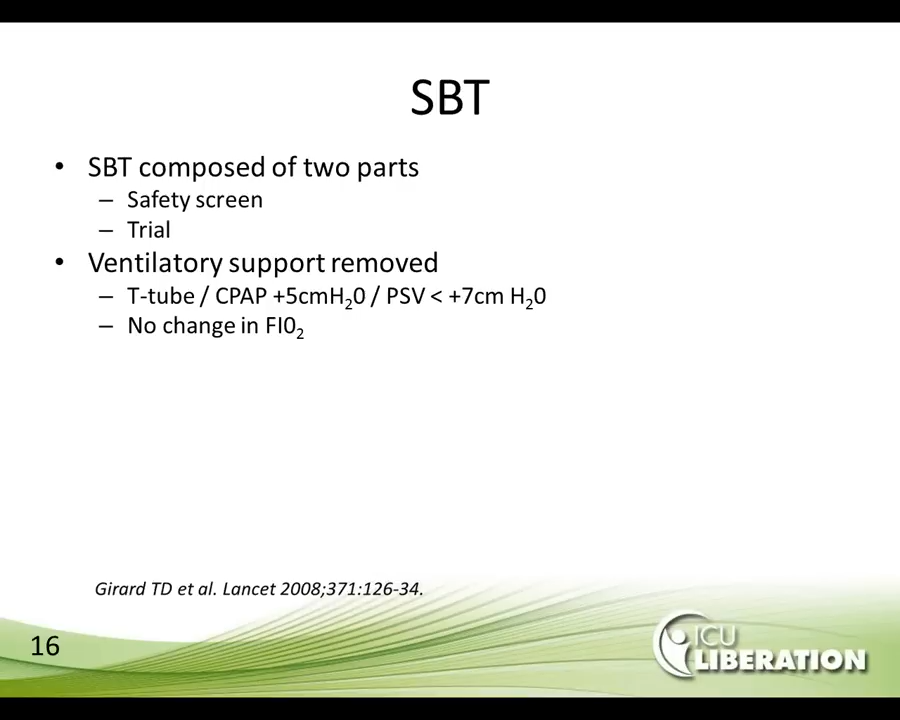 SBT
• SBT composed of two parts
– Safety screen
– Trial
• Ventilatory support removed
– T-tube / CPAP +5cmH₂0 / PSV < +7cm H₂0
– No change in FI0₂
Girard TD et al. Lancet 2008;371:126-34.
16
ICU
LIBERATION